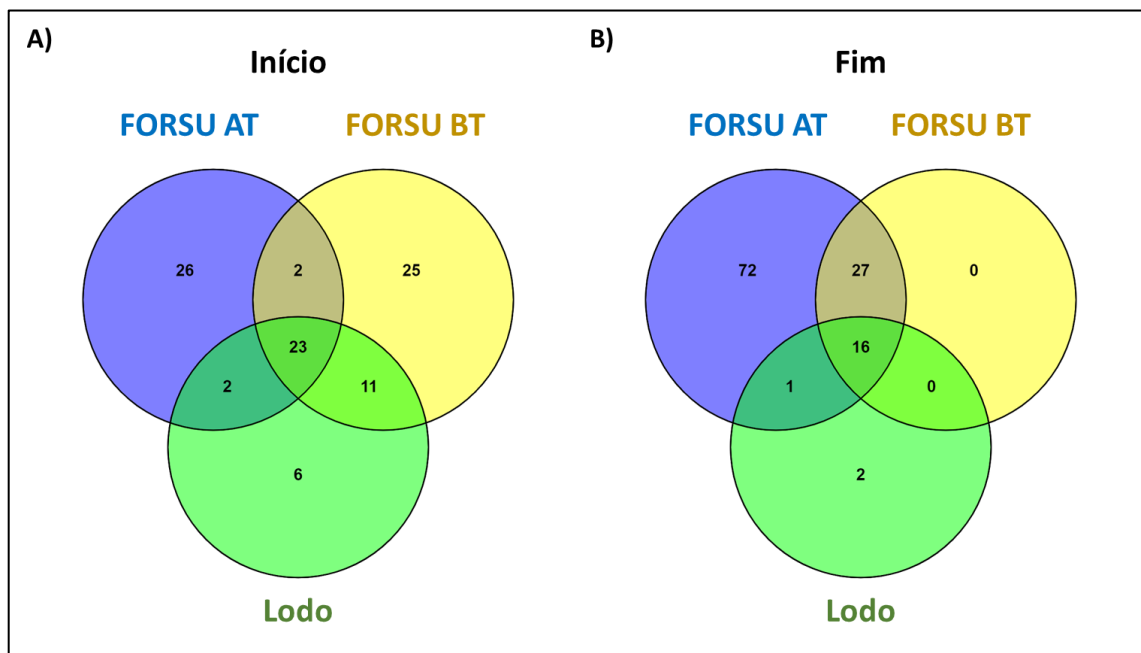 A)
Início
FORSU AT
FORSU BT
26
2
25
23
2
11
6
Lodo
B)
Fim
FORSU AT
FORSU BT
72
27
0
16
1
0
2
Lodo